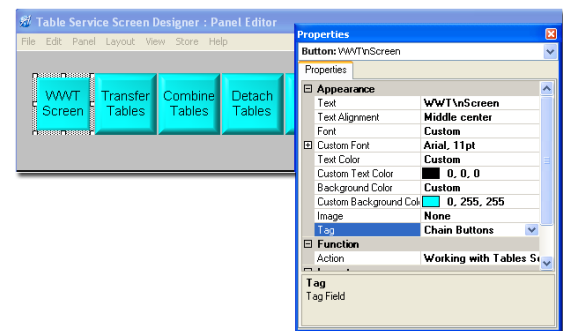 Table Service Screen Designer : Panel Editor
File Edit Panel Layout View Store Help
WWT
Screen
Transfer
Tables
Combine
Tables
Detach
Tables
Properties
Button: WWT\nScreen
Properties
Appearance
Text WWT\nScreen
Text Alignment Middle center
Font Custom
Custom Font Arial, 11pt
Text Color Custom
Custom Text Color 0, 0, 0
Background Color Custom
Custom Background Col 0, 255, 255
Image None
Tag Chain Buttons
Function
Action Working with Tables S
Tag
Tag Field